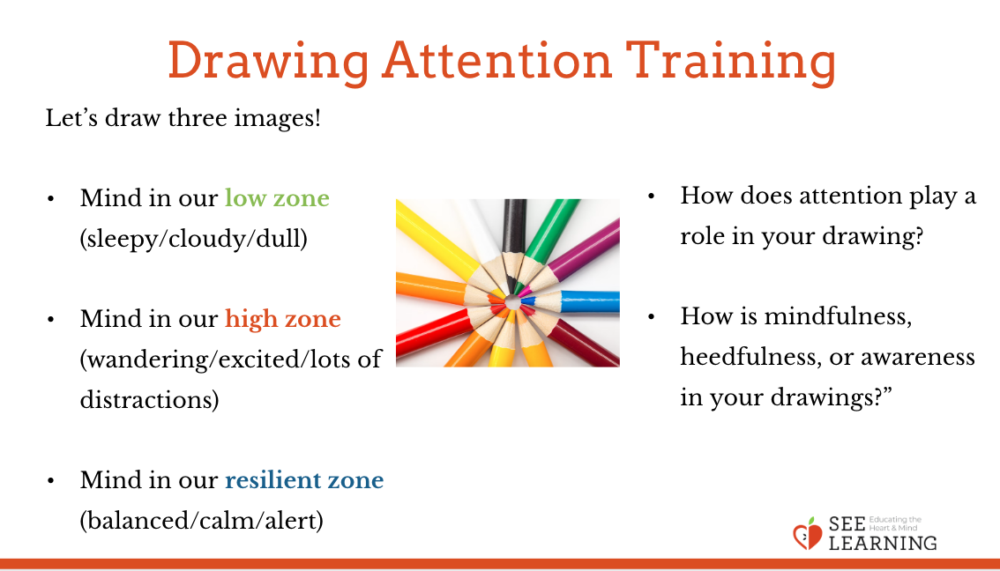 Drawing Attention Training
Let’s draw three images!
• Mind in our low zone
(sleepy/cloudy/dull)
• Mind in our high zone
(wandering/excited/lots of
distractions)
• Mind in our resilient zone
(balanced/calm/alert)
• How does attention play a
role in your drawing?
• How is mindfulness,
heedfulness, or awareness
in your drawings?”
SEE
Educating the
Heart & Mind
LEARNING